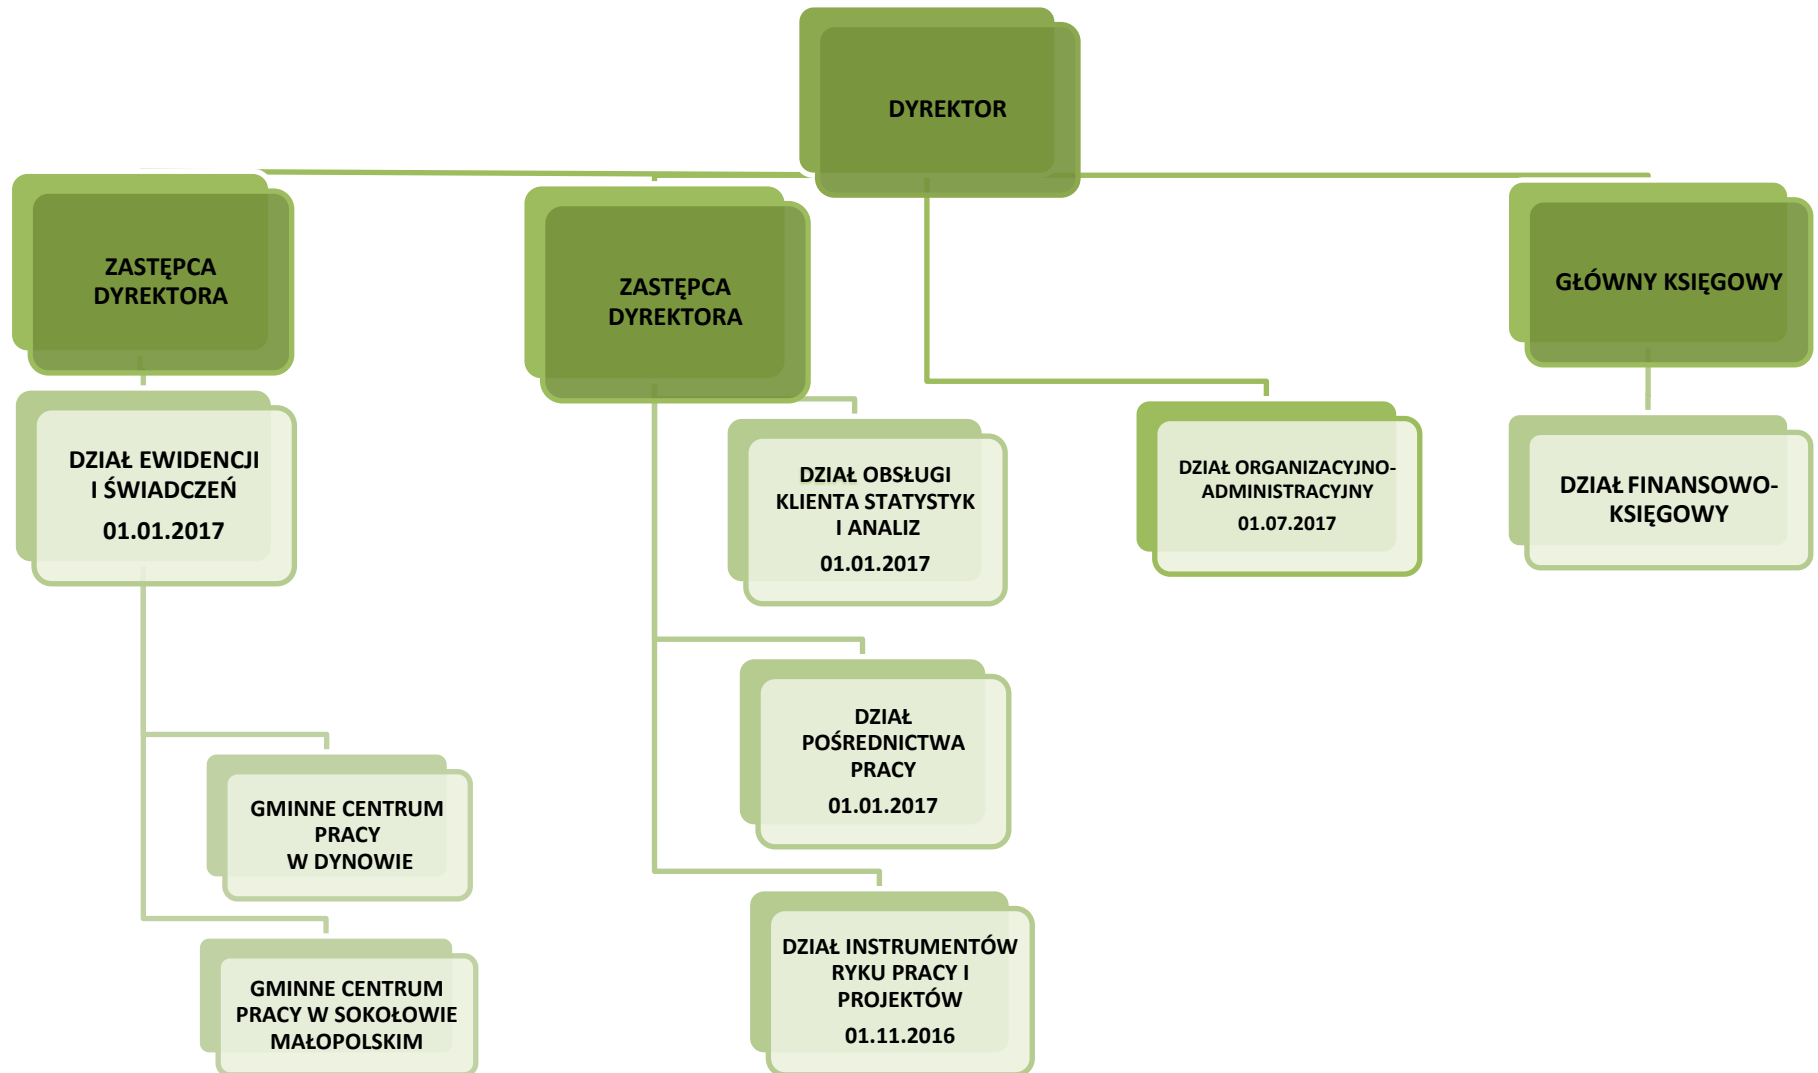 DYREKTOR
ZASTĘPCA
DYREKTORA
ZASTĘPCA
DYREKTORA
GŁÓWNY KSIĘGOWY
DZIAŁ EWIDENCJI
I ŚWIADCZEŃ
01.01.2017
DZIAŁ OBSŁUGI
KLIENTA STATYSTYK
I ANALIZ
01.01.2017
DZIAŁ ORGANIZACYJNO-
ADMINISTRACYJNY
01.07.2017
DZIAŁ FINANSOWO-
KSIĘGOWY
DZIAŁ
POŚREDNICTWA
PRACY
01.01.2017
GMINNE CENTRUM
PRACY
W DYNOWIE
DZIAŁ INSTRUMENTÓW
RYKU PRACY I
PROJEKTÓW
01.11.2016
GMINNE CENTRUM
PRACY W SOKOŁOWIE
MAŁOPOLSKIM